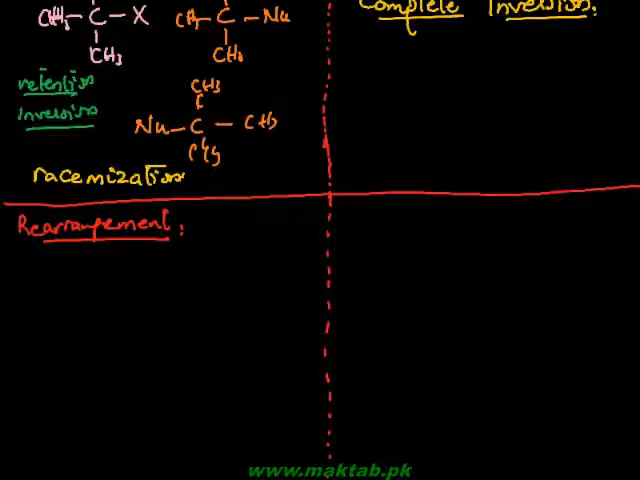 CH3 – C – X
CH3
CH3 – C – Nu
CH3
retention
Inversion
CH3
Nu – C – CH3
CH3
racemization
Complete Inversion.
Rearrangement:
www.maktab.pk